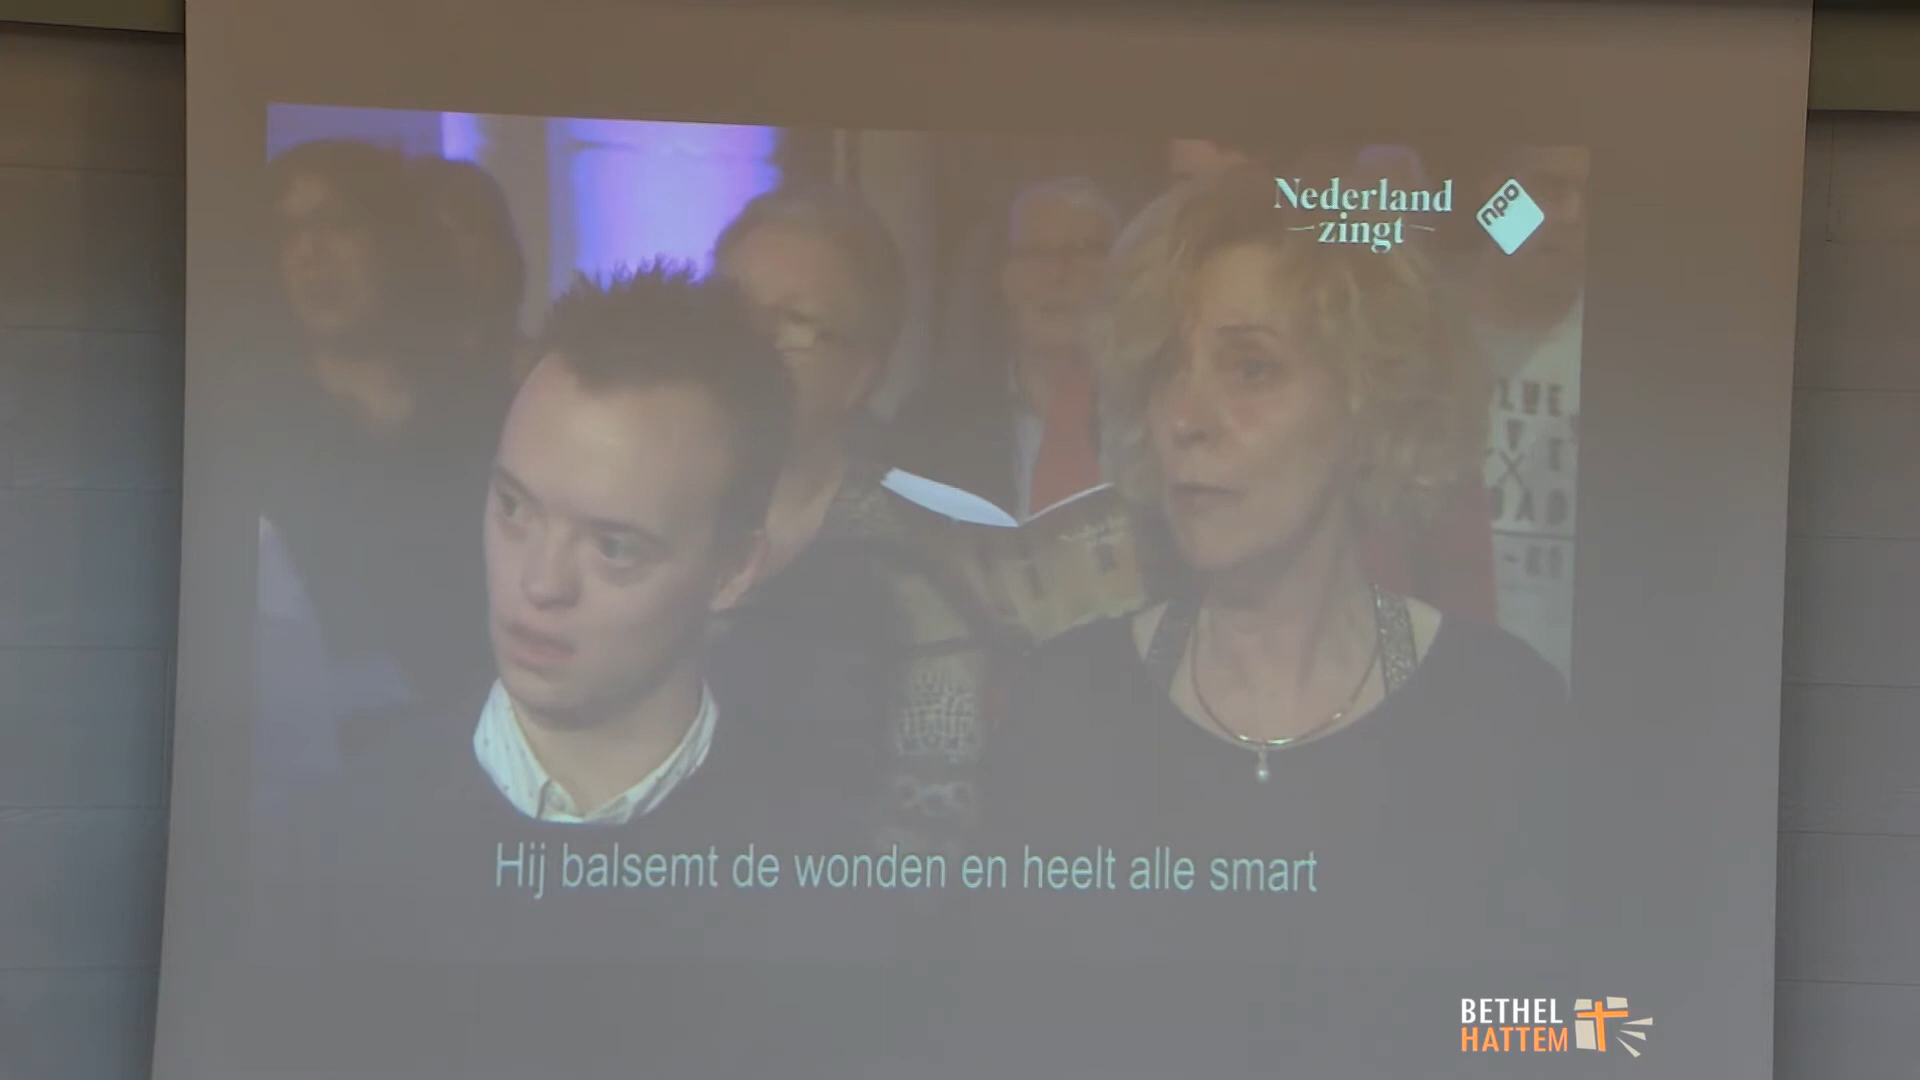 Nederland
zingt
npo
Hij balsemt de wonden en heelt alle smart
BETHEL
HATTEM